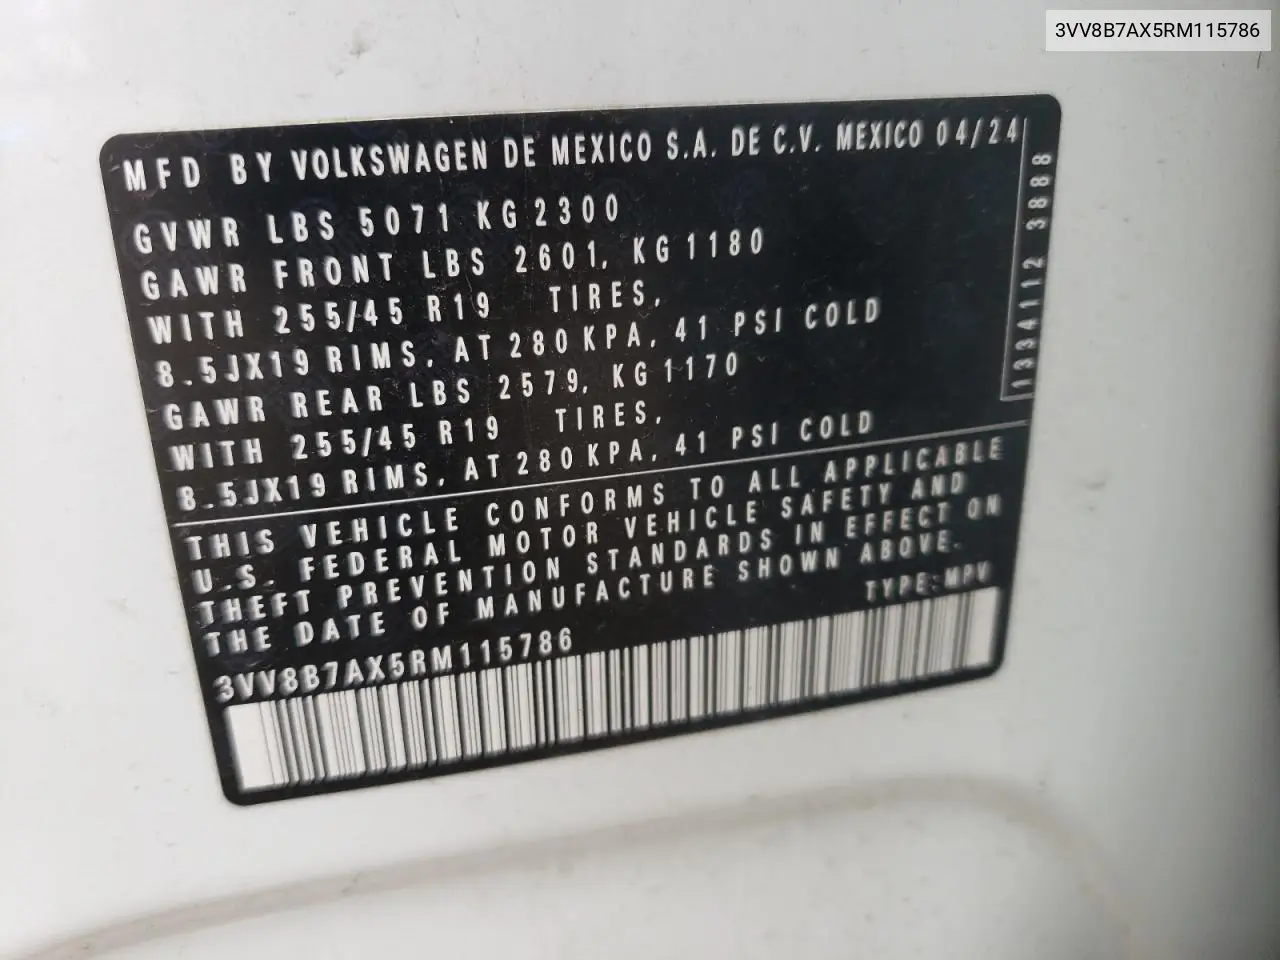 3VV8B7AX5RM115786
MFD BY VOLKSWAGEN DE MEXICO S.A. DE C.V. MEXICO 04/24
GVWR LBS 5071 KG 2300
GAWR FRONT LBS 2601, KG 1180
WITH 255/45 R19 TIRES,
8.5JX19 RIMS, AT 280 KPA, 41 PSI COLD
GAWR REAR LBS 2579, KG 1170
WITH 255/45 R19 TIRES,
8.5JX19 RIMS, AT 280 KPA, 41 PSI COLD
THIS VEHICLE CONFORMS TO ALL APPLICABLE
U.S. FEDERAL MOTOR VEHICLE SAFETY AND
THEFT PREVENTION STANDARDS IN EFFECT ON
THE DATE OF MANUFACTURE SHOWN ABOVE.
TYPE: MPV
3VV8B7AX5RM115786
1334112 3888